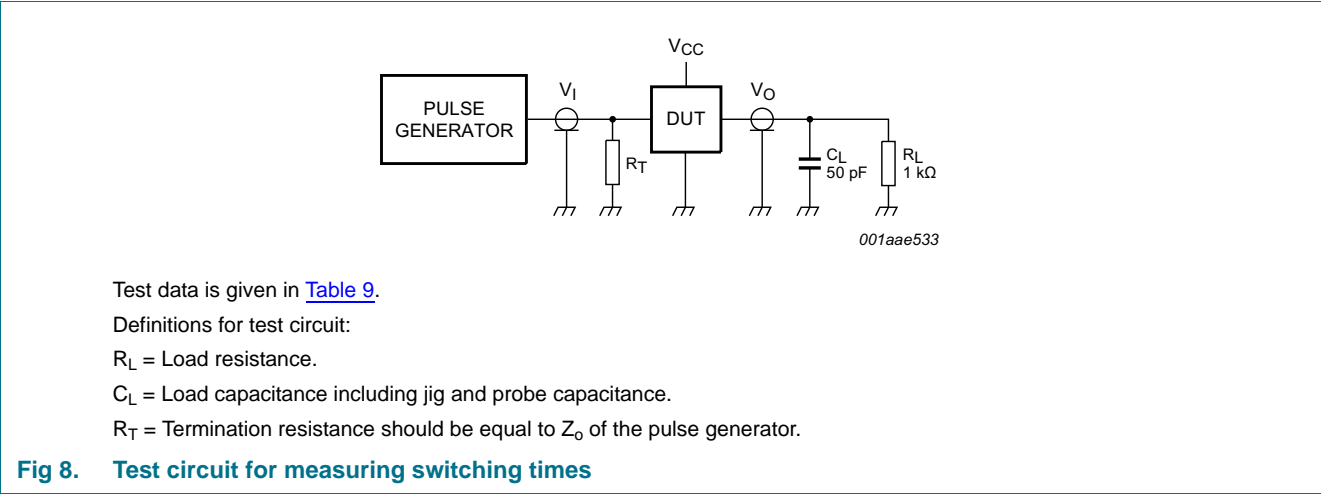 VCC
PULSE
GENERATOR
VI
DUT
VO
RT
CL
50 pF
RL
1 kΩ
001aae533
Test data is given in Table 9.
Definitions for test circuit:
RL = Load resistance.
CL = Load capacitance including jig and probe capacitance.
RT = Termination resistance should be equal to Zo of the pulse generator.
Fig 8. Test circuit for measuring switching times